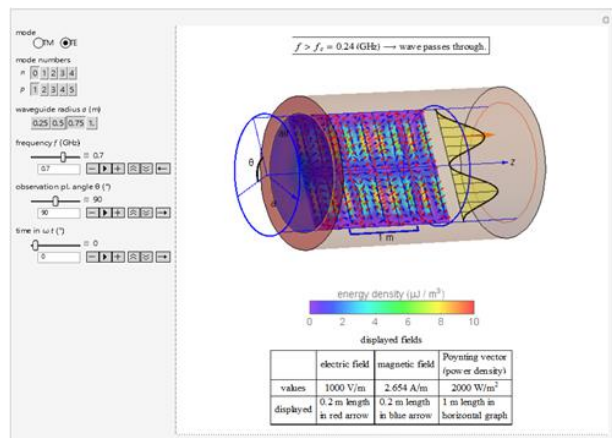 mode
TM TE
mode numbers
n 0 1 2 3 4
p 1 2 3 4 5
waveguide radius a (m)
0.25 0.5 0.75 1.
frequency f (GHz)
0.7
0.7
observation pl. angle θ (°)
90
90
time in ω t (°)
0
0
f > f_c = 0.24 (GHz) ⟶ wave passes through.
θ
a
z
1 m
energy density (μJ / m³)
0 2 4 6 8 10
displayed fields
electric field magnetic field Poynting vector (power density)
values 1000 V/m 2.654 A/m 2000 W/m²
displayed 0.2 m length in red arrow 0.2 m length in blue arrow 1 m length in horizontal graph